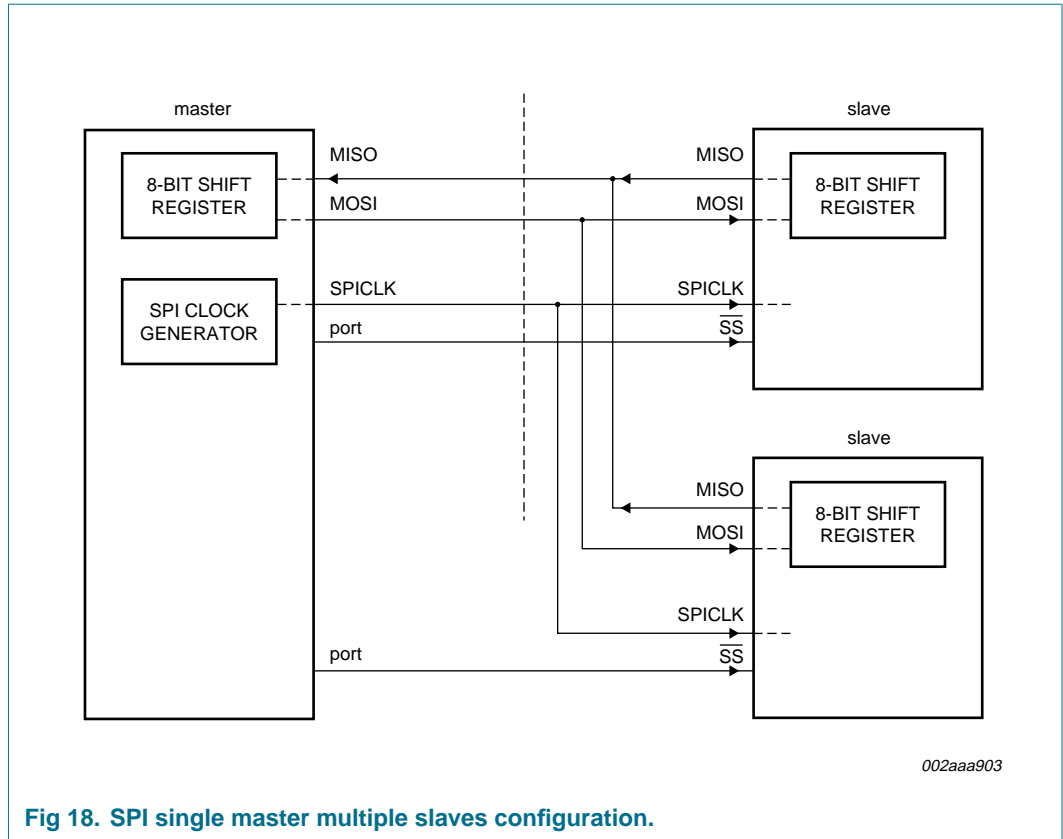 master
slave
8-BIT SHIFT
REGISTER
MISO
MISO
8-BIT SHIFT
REGISTER
MOSI
MOSI
SPI CLOCK
GENERATOR
SPICLK
SPICLK
port
SS
slave
MISO
8-BIT SHIFT
REGISTER
MOSI
SPICLK
port
SS
002aaa903
Fig 18. SPI single master multiple slaves configuration.